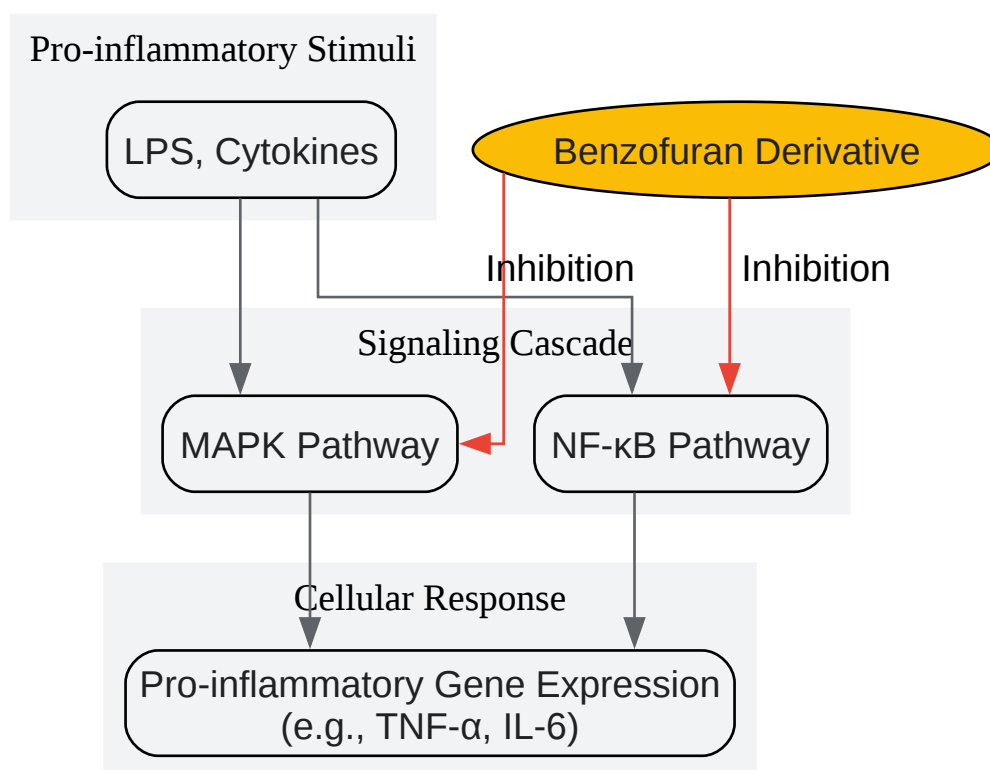 Pro-inflammatory Stimuli
LPS, Cytokines
Benzofuran Derivative
Inhibition
Inhibition
Signaling Cascade
MAPK Pathway
NF-κB Pathway
Cellular Response
Pro-inflammatory Gene Expression
(e.g., TNF-α, IL-6)